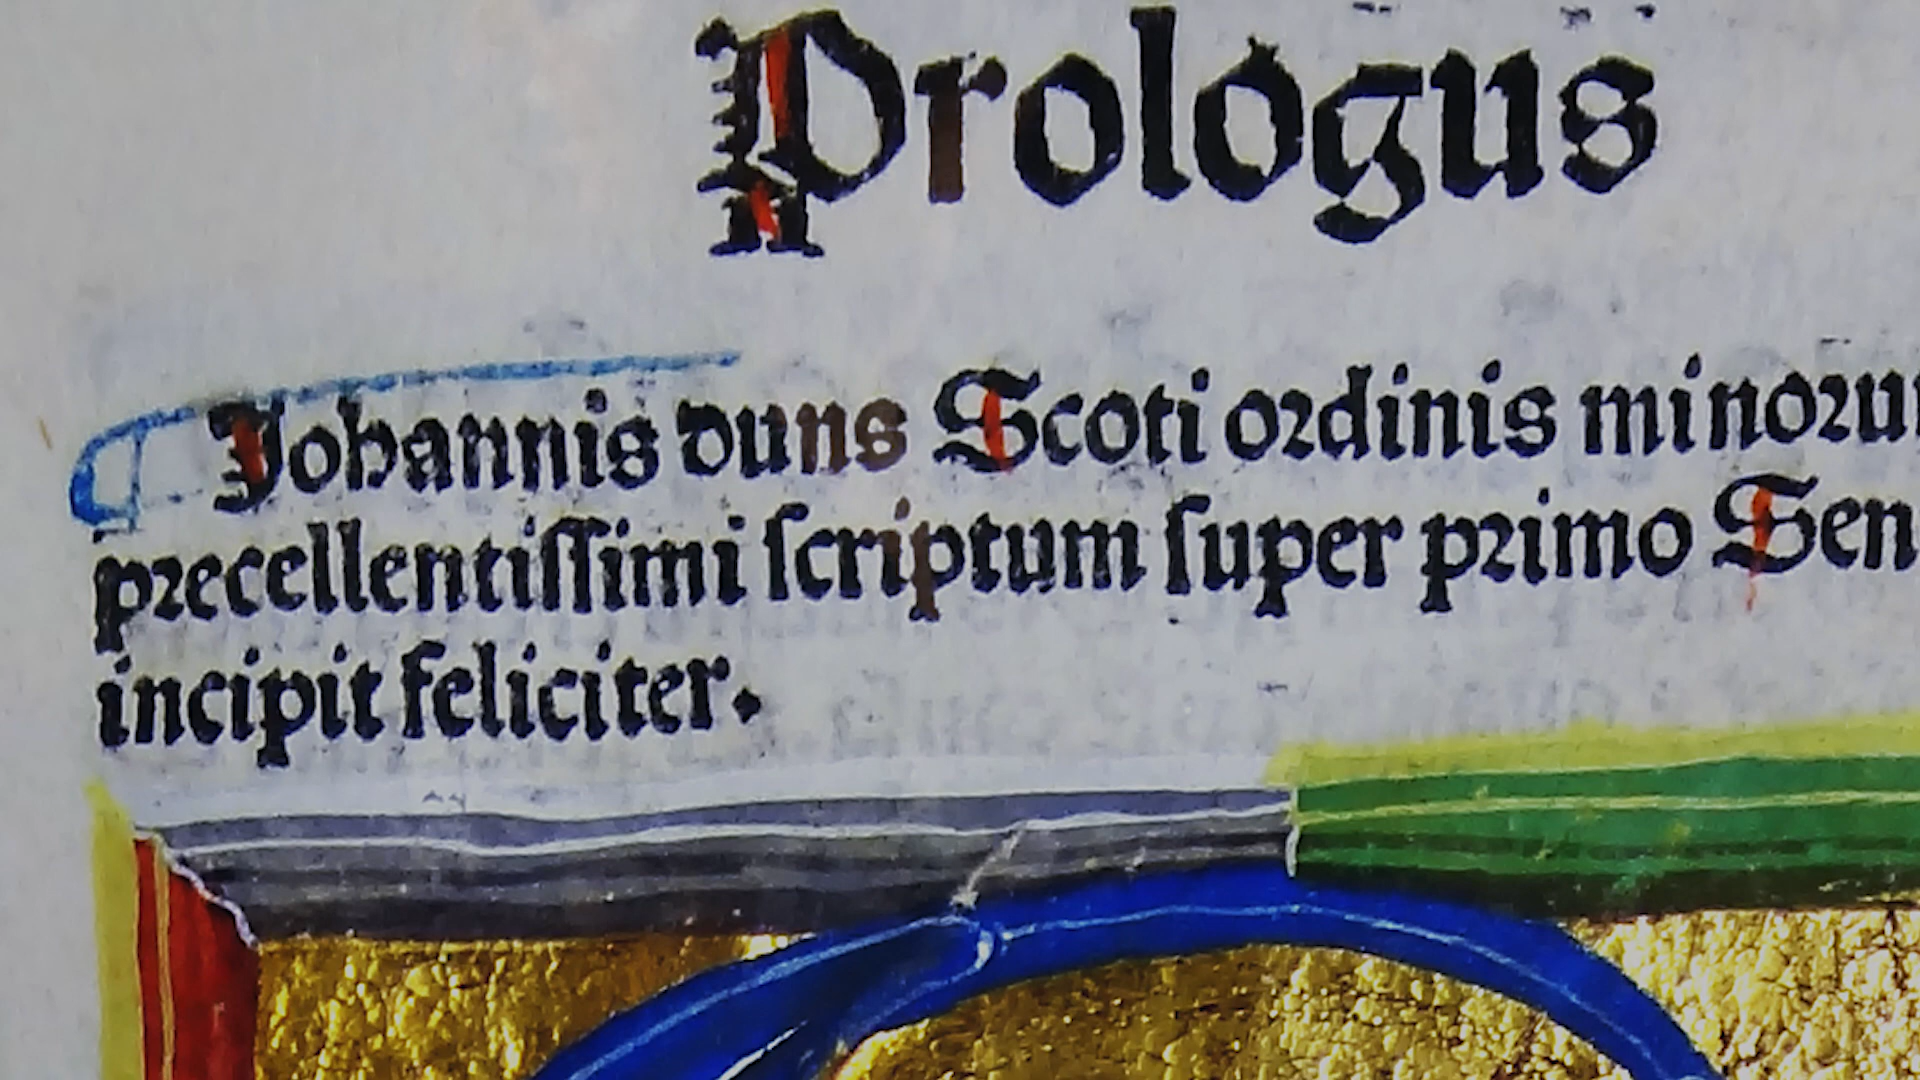 Prologus
Johannis duns Scoti ordinis minoru
precellentiſſimi ſcriptum ſuper primo Sen
incipit feliciter.